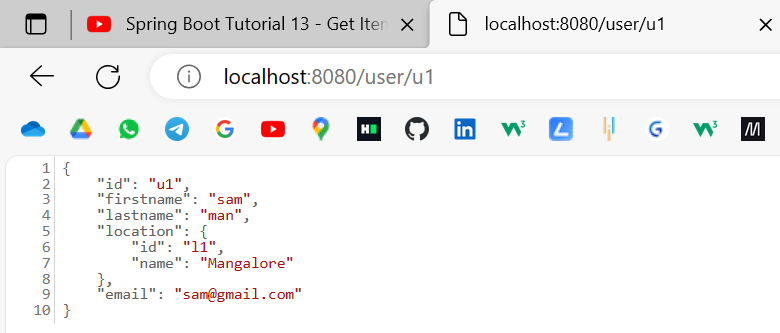 Spring Boot Tutorial 13 - Get Iten
localhost:8080/user/u1
localhost:8080/user/u1
1 {
2     "id": "u1",
3     "firstname": "sam",
4     "lastname": "man",
5     "location": {
6         "id": "l1",
7         "name": "Mangalore"
8     },
9     "email": "sam@gmail.com"
10 }